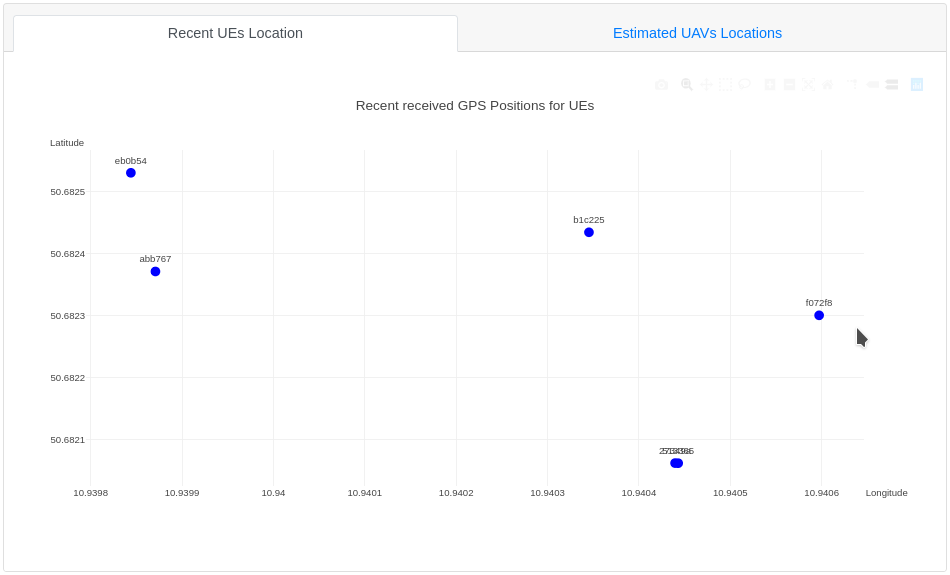 Recent UEs Location
Estimated UAVs Locations
Recent received GPS Positions for UEs
Latitude
eb0b54
50.6825
b1c225
50.6824
abb767
f072f8
50.6823
50.6822
50.6821
10.9398
10.9399
10.94
10.9401
10.9402
10.9403
10.9404
10.9405
10.9406
Longitude